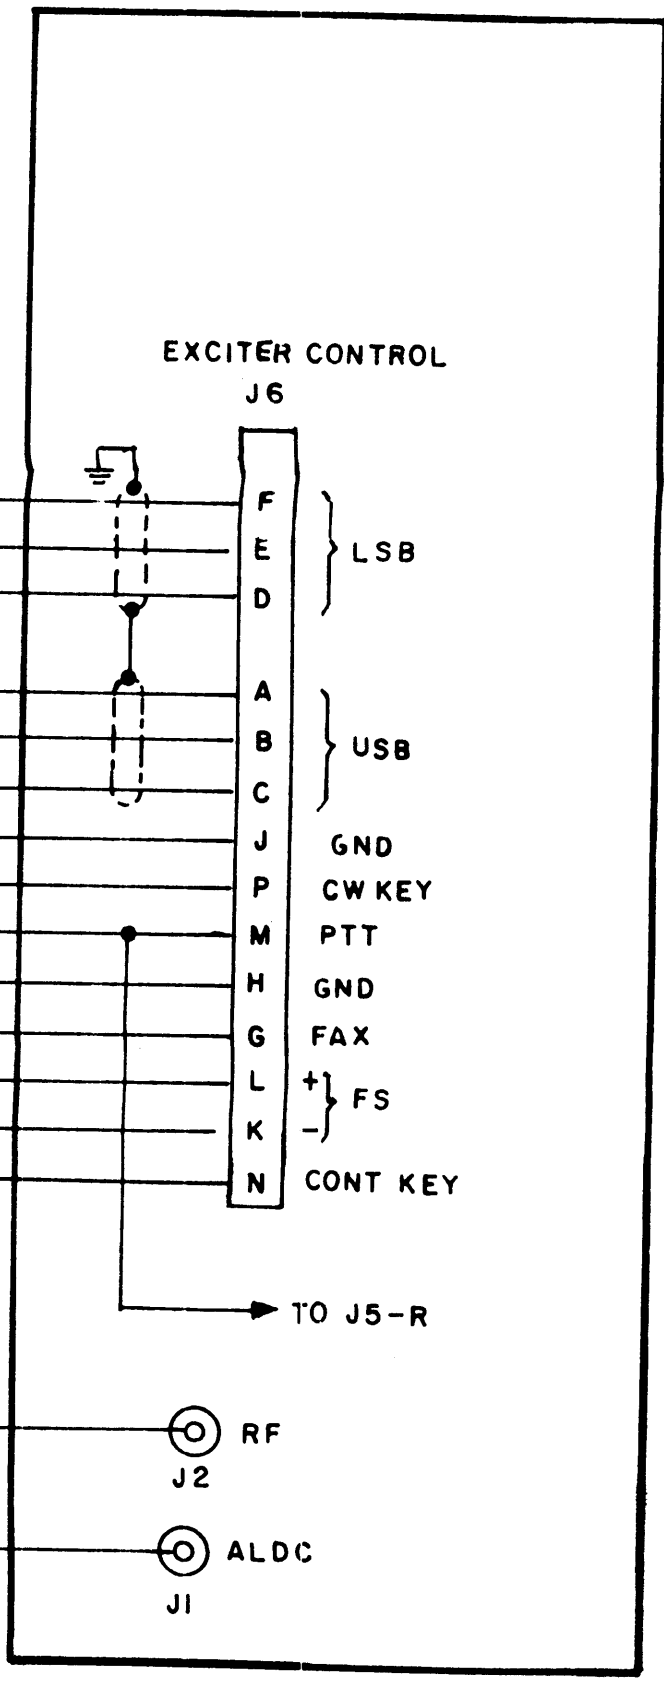 EXCITER CONTROL
J6
F
E LSB
D
A
B USB
C
J GND
P CW KEY
M PTT
H GND
G FAX
L +
FS
K -
N CONT KEY
TO J5-R
RF
J2
ALDC
J1